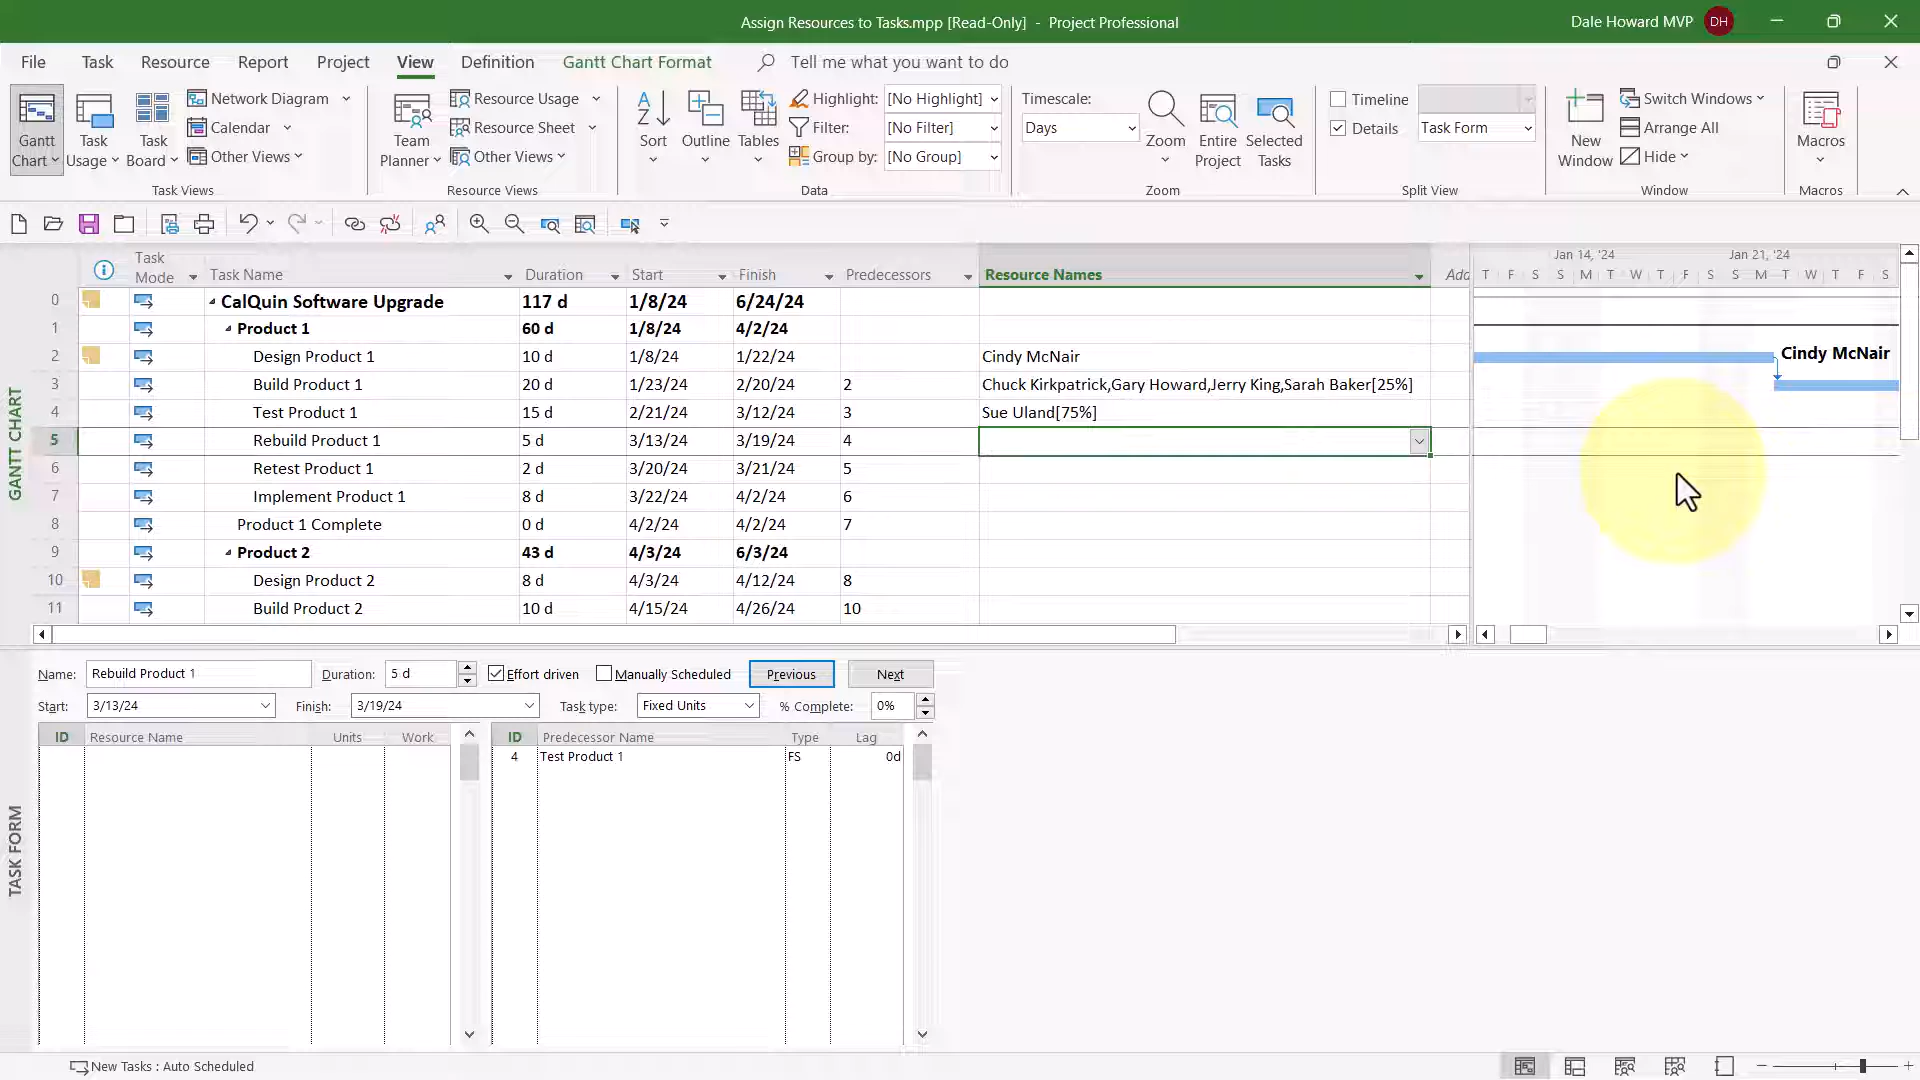 Assign Resources to Tasks.mpp [Read-Only] - Project Professional
Dale Howard MVP DH
File Task Resource Report Project View Definition Gantt Chart Format Tell me what you want to do
Gantt Chart
Task Usage
Task Board
Network Diagram
Calendar
Other Views
Task Views
Team Planner
Resource Usage
Resource Sheet
Other Views
Resource Views
A Z
Sort
Outline
Tables
Highlight: [No Highlight]
Filter: [No Filter]
Group by: [No Group]
Data
Timescale:
Days
Zoom
Entire Project
Selected Tasks
Zoom
Timeline
Details Task Form
Split View
New Window
Switch Windows
Arrange All
Hide
Window
Macros
Macros
Task Mode Task Name Duration Start Finish Predecessors Resource Names Add
Jan 14, '24 Jan 21, '24
T F S S M T W T F S S M T W T F S
0 CalQuin Software Upgrade 117 d 1/8/24 6/24/24
1 Product 1 60 d 1/8/24 4/2/24
2 Design Product 1 10 d 1/8/24 1/22/24 Cindy McNair
Cindy McNair
3 Build Product 1 20 d 1/23/24 2/20/24 2 Chuck Kirkpatrick,Gary Howard,Jerry King,Sarah Baker[25%]
4 Test Product 1 15 d 2/21/24 3/12/24 3 Sue Uland[75%]
5 Rebuild Product 1 5 d 3/13/24 3/19/24 4
6 Retest Product 1 2 d 3/20/24 3/21/24 5
7 Implement Product 1 8 d 3/22/24 4/2/24 6
8 Product 1 Complete 0 d 4/2/24 4/2/24 7
9 Product 2 43 d 4/3/24 6/3/24
10 Design Product 2 8 d 4/3/24 4/12/24 8
11 Build Product 2 10 d 4/15/24 4/26/24 10
GANTT CHART
Name: Rebuild Product 1 Duration: 5 d Effort driven Manually Scheduled Previous Next
Start: 3/13/24 Finish: 3/19/24 Task type: Fixed Units % Complete: 0%
ID Resource Name Units Work
ID Predecessor Name Type Lag
4 Test Product 1 FS 0d
TASK FORM
New Tasks : Auto Scheduled